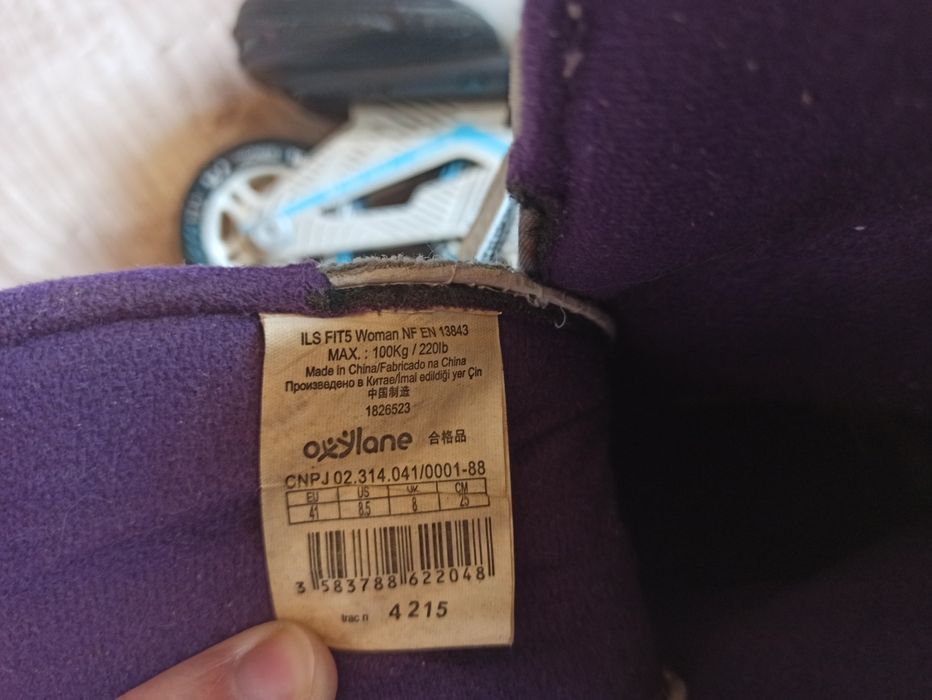 ILS FIT5 Woman NF EN 13843
MAX. : 100Kg / 220lb
Made in China/Fabricado na China
Произведено в Китае/İmal edildiği yer Çin
中国制造
1826523
oxylane 合格品
CNPJ 02.314.041/0001-88
EU US UK CM
41 8.5 8 25
3 583788 622048
trac n 4215